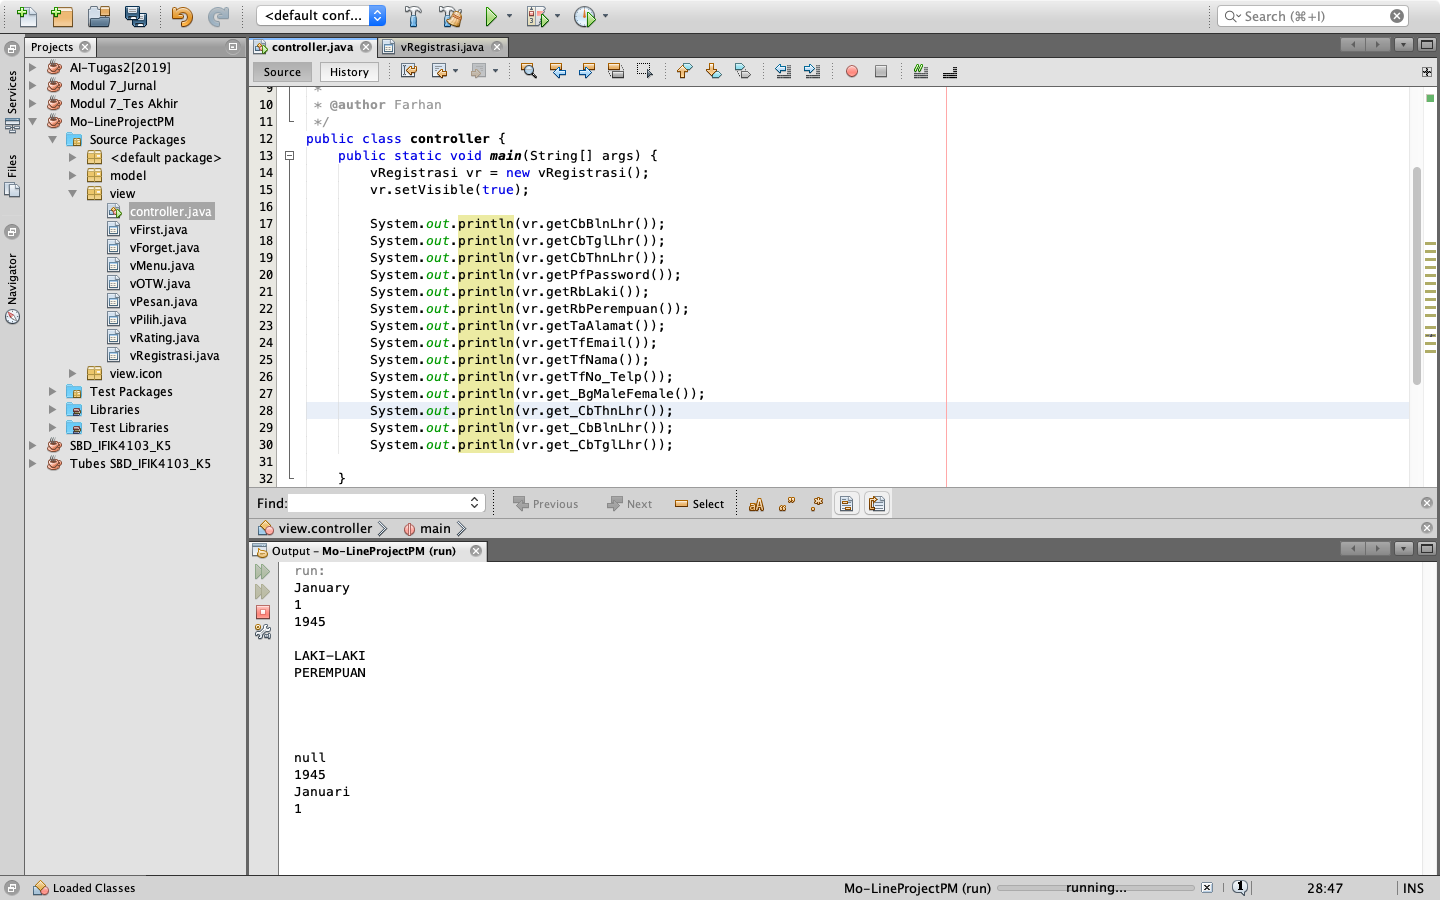 <default conf...
Search (⌘+I)
Projects
controller.java
vRegistrasi.java
Source
History
Services
Files
Navigator
AI-Tugas2[2019]
Modul 7_Jurnal
Modul 7_Tes Akhir
Mo-LineProjectPM
Source Packages
<default package>
model
view
controller.java
vFirst.java
vForget.java
vMenu.java
vOTW.java
vPesan.java
vPilih.java
vRating.java
vRegistrasi.java
view.icon
Test Packages
Libraries
Test Libraries
SBD_IFIK4103_K5
Tubes SBD_IFIK4103_K5
9 *
10 * @author Farhan
11 */
12 public class controller {
13 public static void main(String[] args) {
14 vRegistrasi vr = new vRegistrasi();
15 vr.setVisible(true);
16
17 System.out.println(vr.getCbBlnLhr());
18 System.out.println(vr.getCbTglLhr());
19 System.out.println(vr.getCbThnLhr());
20 System.out.println(vr.getPfPassword());
21 System.out.println(vr.getRbLaki());
22 System.out.println(vr.getRbPerempuan());
23 System.out.println(vr.getTaAlamat());
24 System.out.println(vr.getTfEmail());
25 System.out.println(vr.getTfNama());
26 System.out.println(vr.getTfNo_Telp());
27 System.out.println(vr.get_BgMaleFemale());
28 System.out.println(vr.get_CbThnLhr());
29 System.out.println(vr.get_CbBlnLhr());
30 System.out.println(vr.get_CbTglLhr());
31
32 }
Find:
Previous
Next
Select
view.controller
main
Output - Mo-LineProjectPM (run)
run:
January
1
1945
LAKI-LAKI
PEREMPUAN
null
1945
Januari
1
Loaded Classes
Mo-LineProjectPM (run)
running...
28:47
INS